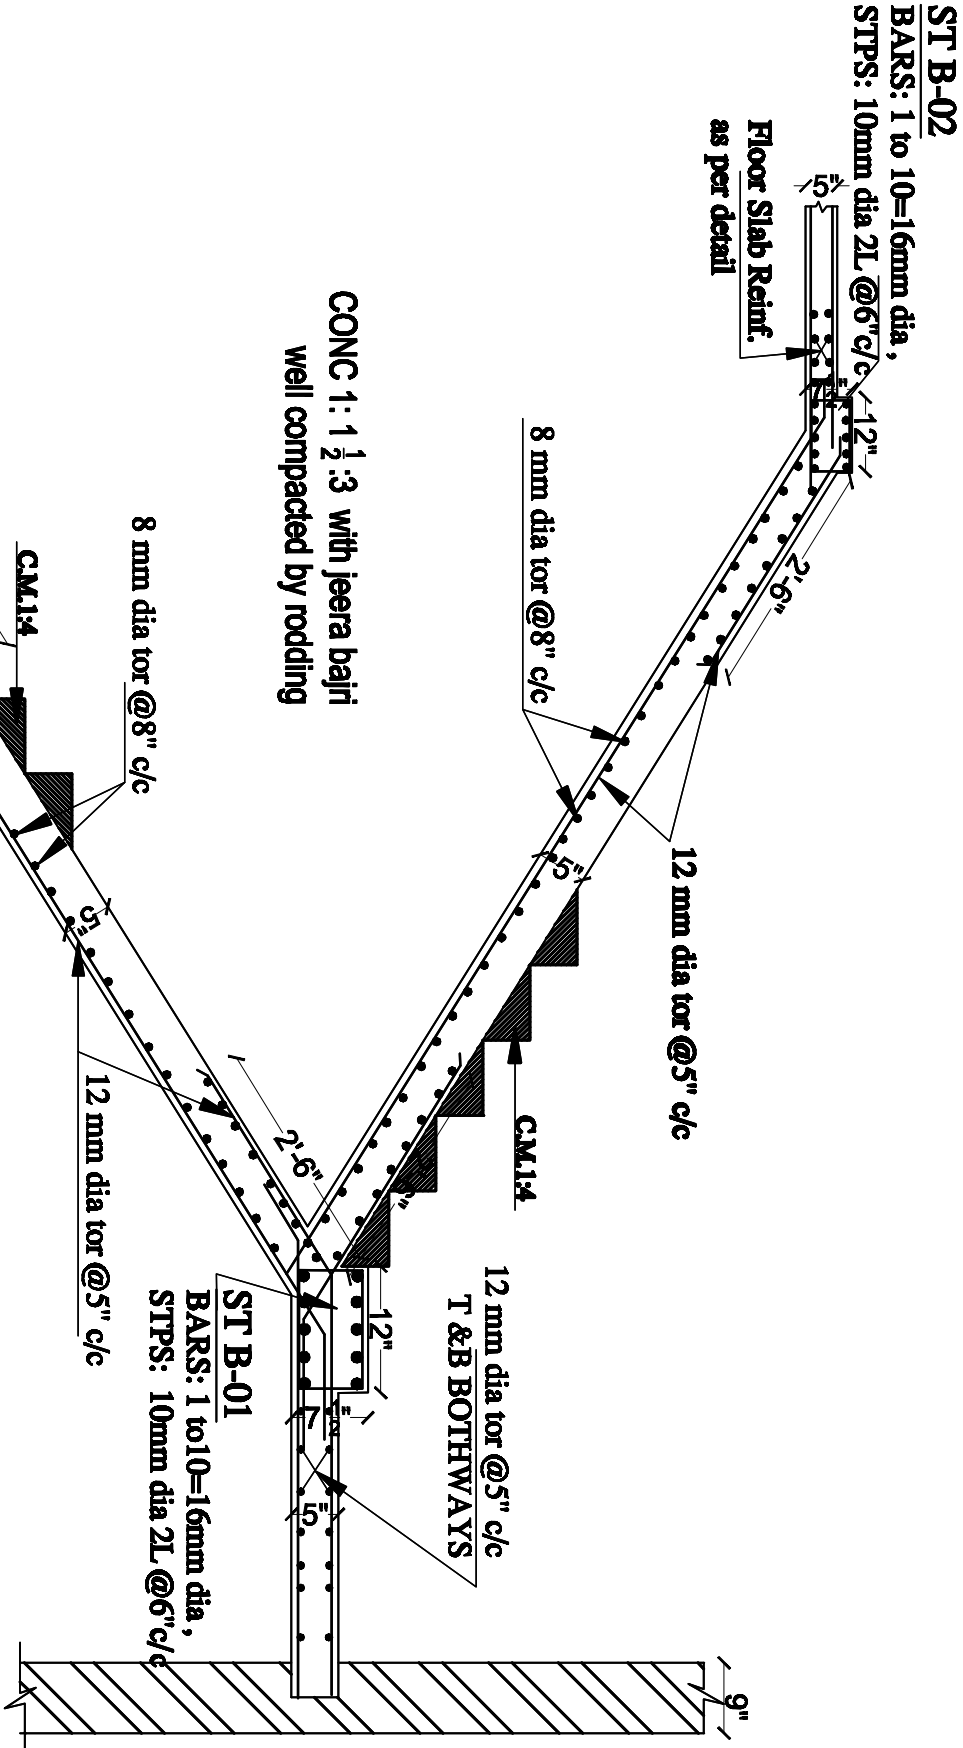 ST B-02
BARS: 1 to 10=16mm dia ,
STPS: 10mm dia 2L @6"c/c
Floor Slab Reinf.
as per detail
5"
7 1/2"
12"
2'-6"
8 mm dia tor @8" c/c
12 mm dia tor @5" c/c
5"
CONC 1: 1 1/2 :3 with jeera bajri
well compacted by rodding
C.M.1:4
8 mm dia tor @8" c/c
C.M.1:4
5"
12 mm dia tor @5" c/c
2'-6"
12"
12 mm dia tor @5" c/c
T &B BOTHWAYS
ST B-01
BARS: 1 to10=16mm dia ,
STPS: 10mm dia 2L @6"c/c
7 1/2"
5"
9"